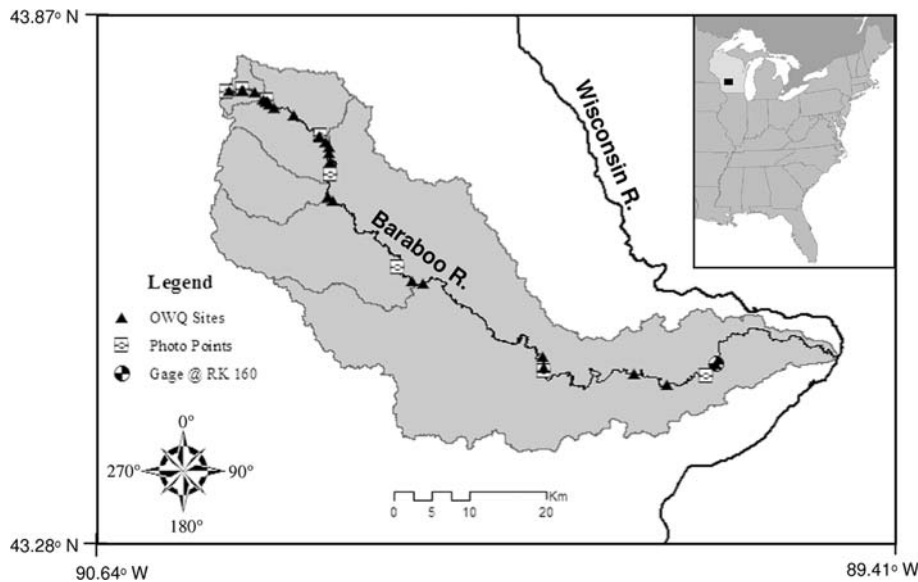 43.87° N
Wisconsin R.
Baraboo R.
Legend
OWQ Sites
Photo Points
Gage @ RK 160
0°
270°
90°
180°
Km
0 5 10 20
43.28° N
90.64° W
89.41° W